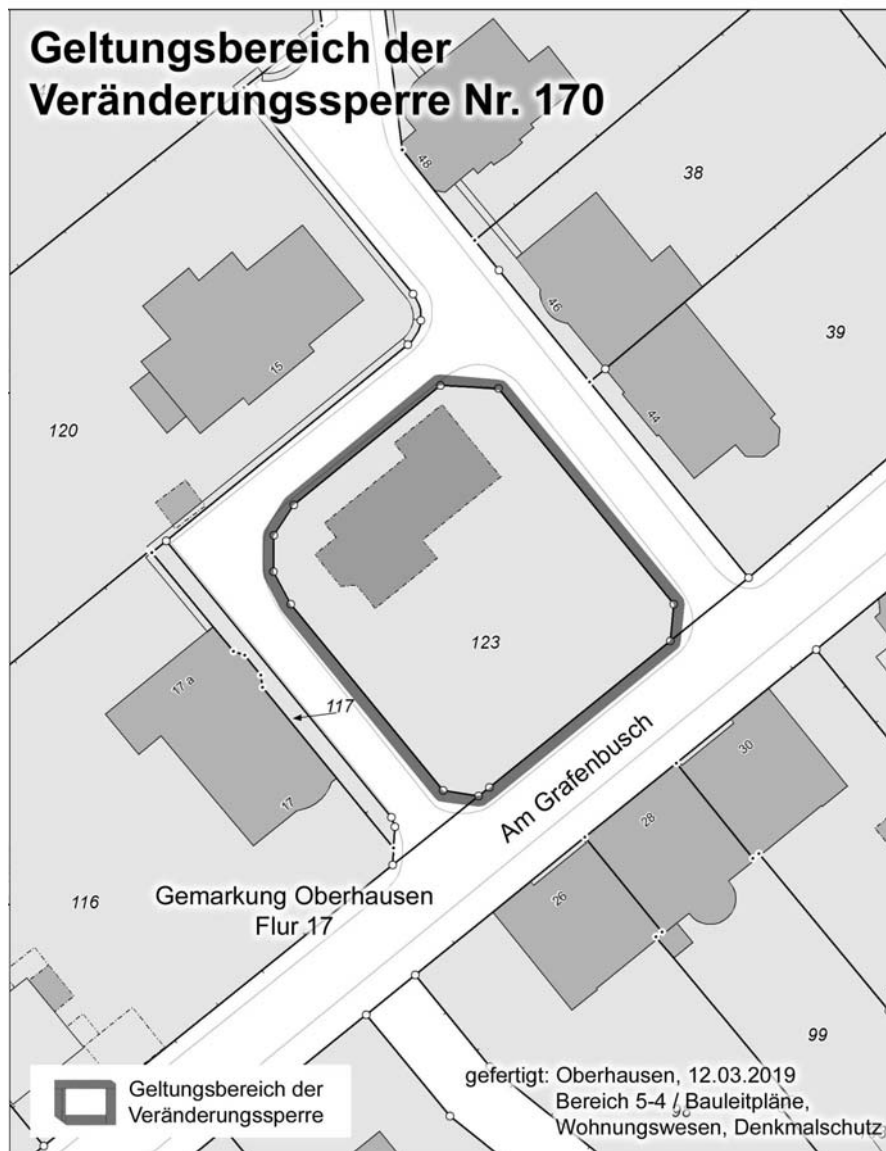 Geltungsbereich der
Veränderungssperre Nr. 170
48
38
46
39
15
44
120
123
17 a
117
17
Am Grafenbusch
30
28
26
116
Gemarkung Oberhausen
Flur 17
99
98
Geltungsbereich der
Veränderungssperre
gefertigt: Oberhausen, 12.03.2019
Bereich 5-4 / Bauleitpläne,
Wohnungswesen, Denkmalschutz